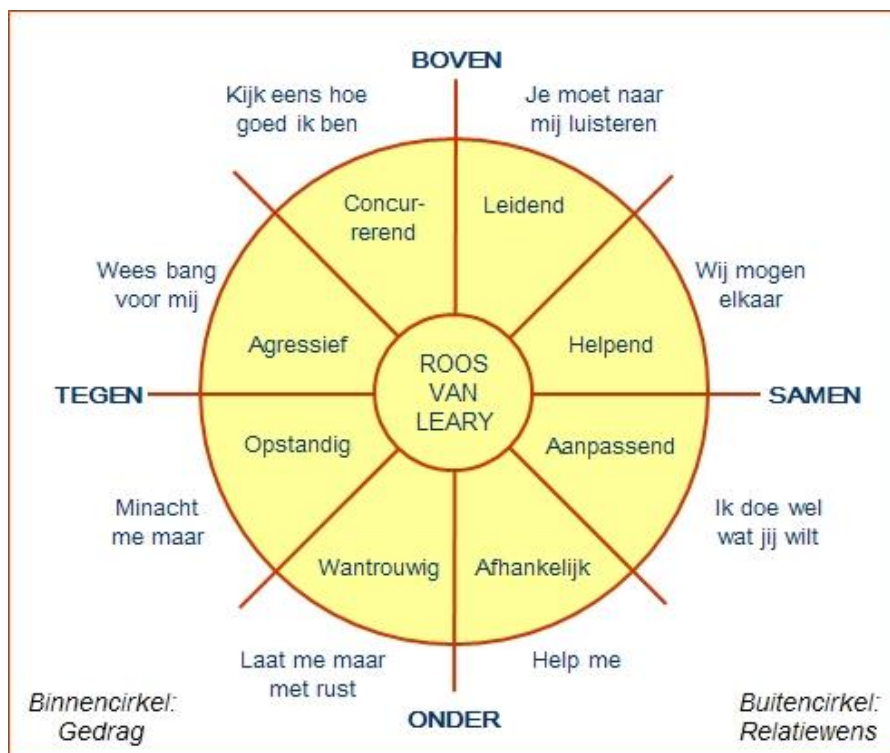 BOVEN
Kijk eens hoe
goed ik ben
Je moet naar
mij luisteren
Concur-
rerend
Leidend
Wees bang
voor mij
Wij mogen
elkaar
Agressief
Helpend
ROOS
VAN
LEARY
TEGEN
SAMEN
Opstandig
Aanpassend
Minacht
me maar
Ik doe wel
wat jij wilt
Wantrouwig
Afhankelijk
Laat me maar
met rust
Help me
ONDER
Binnencirkel:
Gedrag
Buitencirkel:
Relatiewens